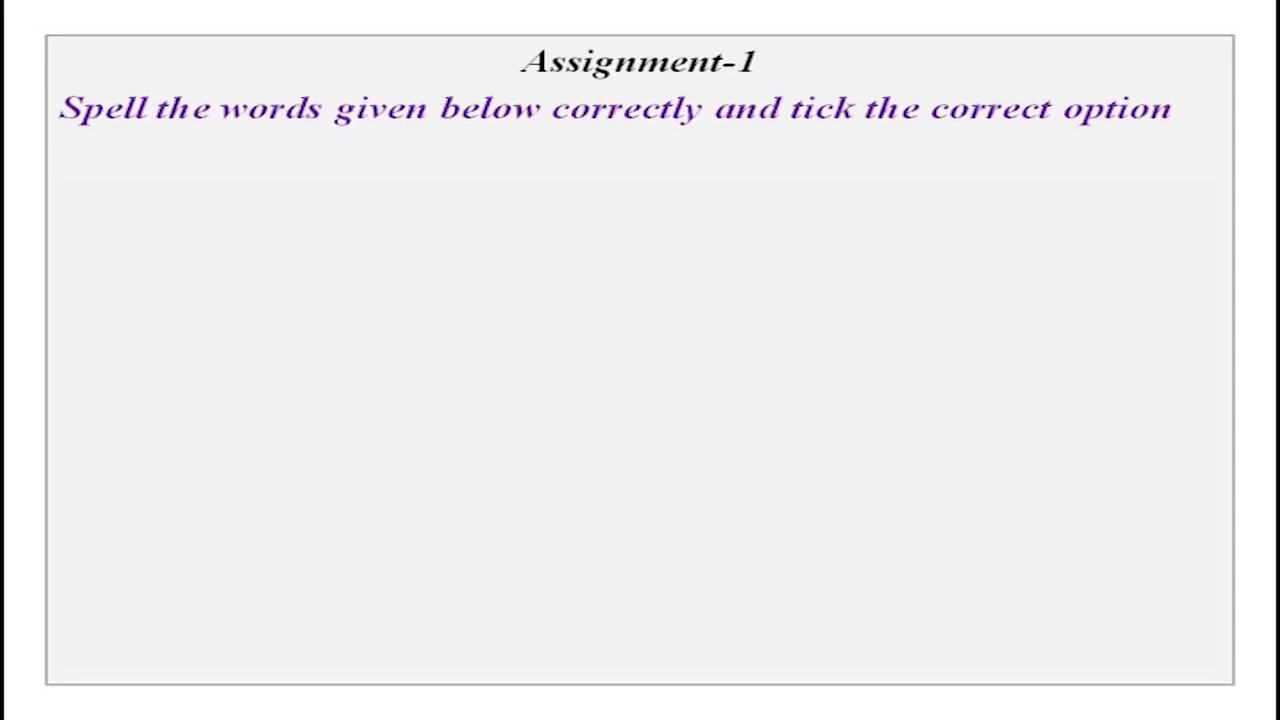 Assignment-1
Spell the words given below correctly and tick the correct option